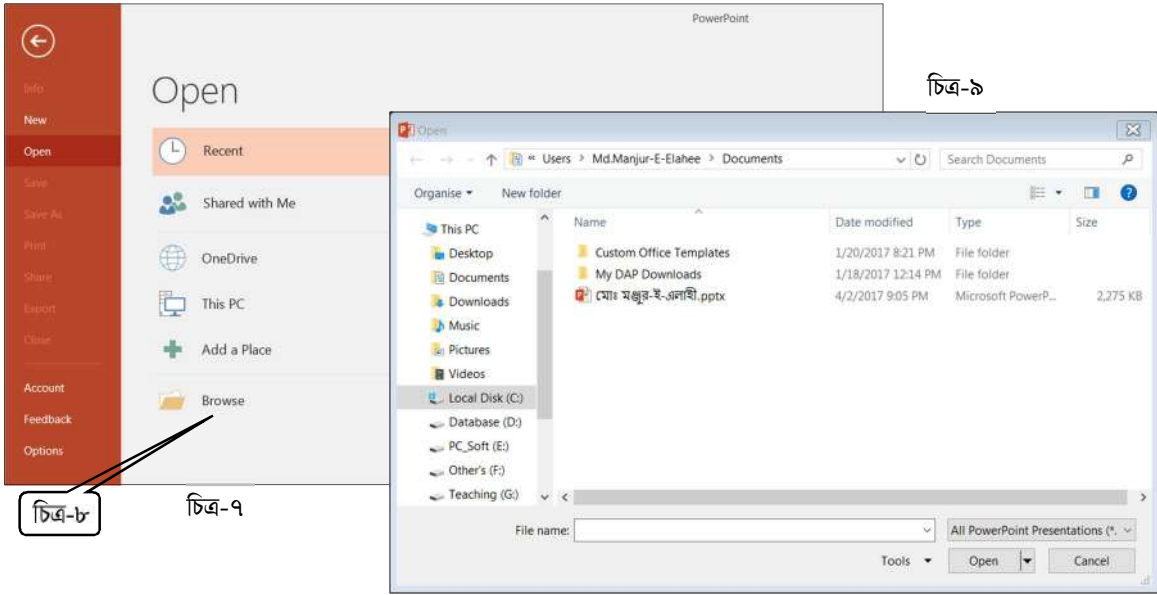 PowerPoint
Info
New
Open
Save
Save As
Print
Share
Export
Close
Account
Feedback
Options
Open
Recent
Shared with Me
OneDrive
This PC
Add a Place
Browse
চিত্র-৮
চিত্র-৭
চিত্র-৯
Open
« Users > Md.Manjur-E-Elahee > Documents
Search Documents
Organise
New folder
This PC
Desktop
Documents
Downloads
Music
Pictures
Videos
Local Disk (C:)
Database (D:)
PC_Soft (E:)
Other's (F:)
Teaching (G:)
Name Date modified Type Size
Custom Office Templates 1/20/2017 8:21 PM File folder
My DAP Downloads 1/18/2017 12:14 PM File folder
মোঃ মঞ্জুর-ই-এলাহী.pptx 4/2/2017 9:05 PM Microsoft PowerP... 2,275 KB
File name:
All PowerPoint Presentations (*.
Tools Open Cancel